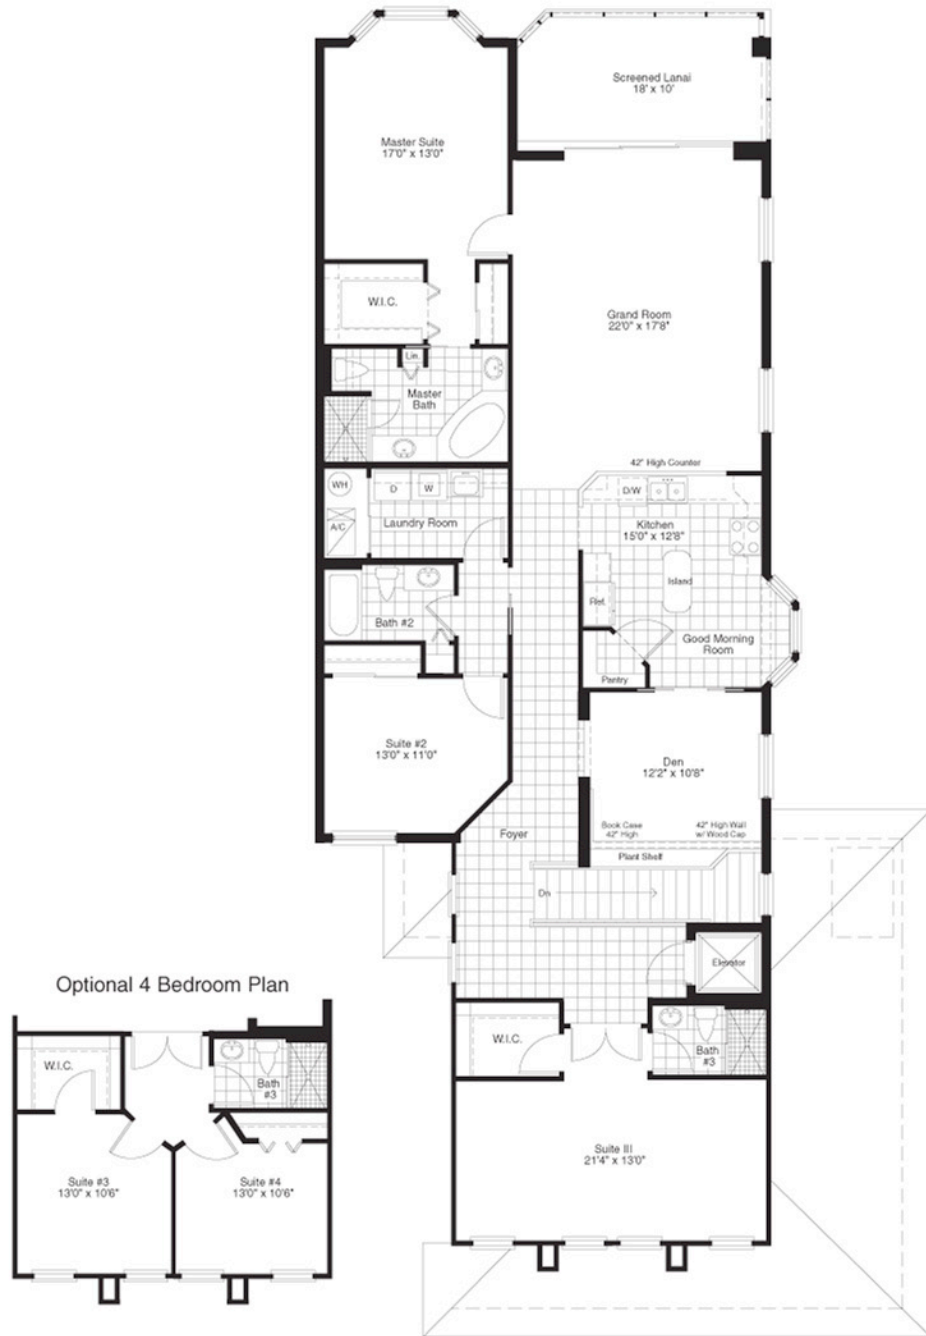 Screened Lanai
18' x 10'
Master Suite
17'0" x 13'0"
Grand Room
22'0" x 17'8"
W.I.C.
Lin.
Master
Bath
42" High Counter
WH
D
W
D/W
A/C
Laundry Room
Kitchen
15'0" x 12'8"
Island
Ref.
Bath #2
Good Morning
Room
Pantry
Suite #2
13'0" x 11'0"
Den
12'2" x 10'8"
Book Case
42" High
42" High Wall
w/ Wood Cap
Foyer
Plant Shelf
Dn
Elevator
W.I.C.
Bath
#3
Suite III
21'4" x 13'0"
Optional 4 Bedroom Plan
W.I.C.
Bath
#3
Suite #3
13'0" x 10'6"
Suite #4
13'0" x 10'6"